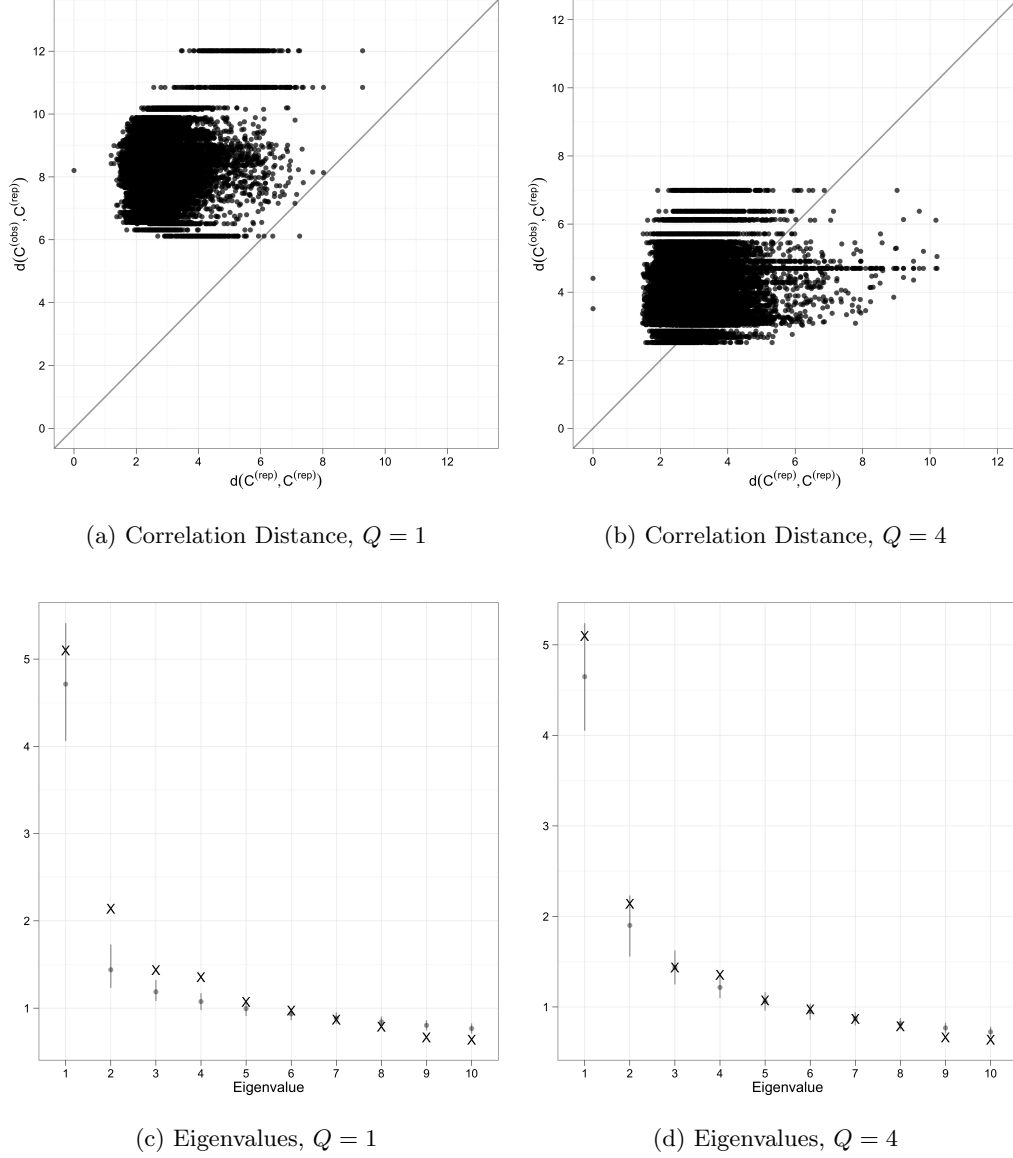 12
10
8
6
4
2
0
d(C(obs), C(rep))
0 2 4 6 8 10 12
d(C(rep), C(rep))
(a) Correlation Distance, Q = 1
12
10
8
6
4
2
0
d(C(obs), C(rep))
0 2 4 6 8 10 12
d(C(rep), C(rep))
(b) Correlation Distance, Q = 4
5
4
3
2
1
X X X X X X X X X X
1 2 3 4 5 6 7 8 9 10
Eigenvalue
(c) Eigenvalues, Q = 1
5
4
3
2
1
X X X X X X X X X X
1 2 3 4 5 6 7 8 9 10
Eigenvalue
(d) Eigenvalues, Q = 4